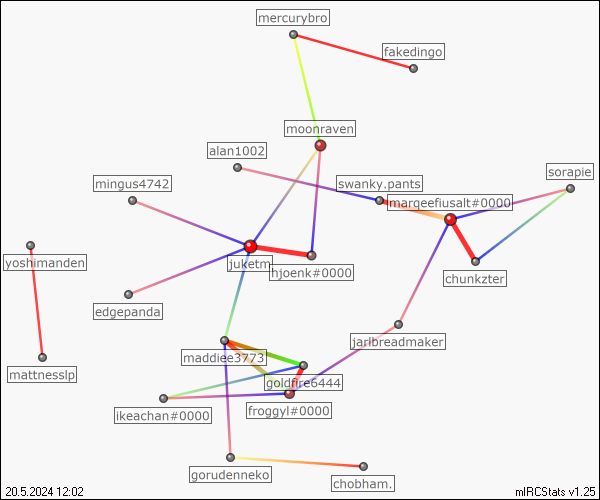 mercurybro
fakedingo
moonraven
alan1002
sorapie
mingus4742
swanky.pants
marqeefiusalt#0000
yoshimanden
juketm
hjoenk#0000
chunkzter
edgepanda
jarlbreadmaker
maddiee3773
mattnesslp
goldfire6444
ikeachan#0000
froggyl#0000
gorudenneko
chobham.
20.5.2024 12:02
mIRCStats v1.25